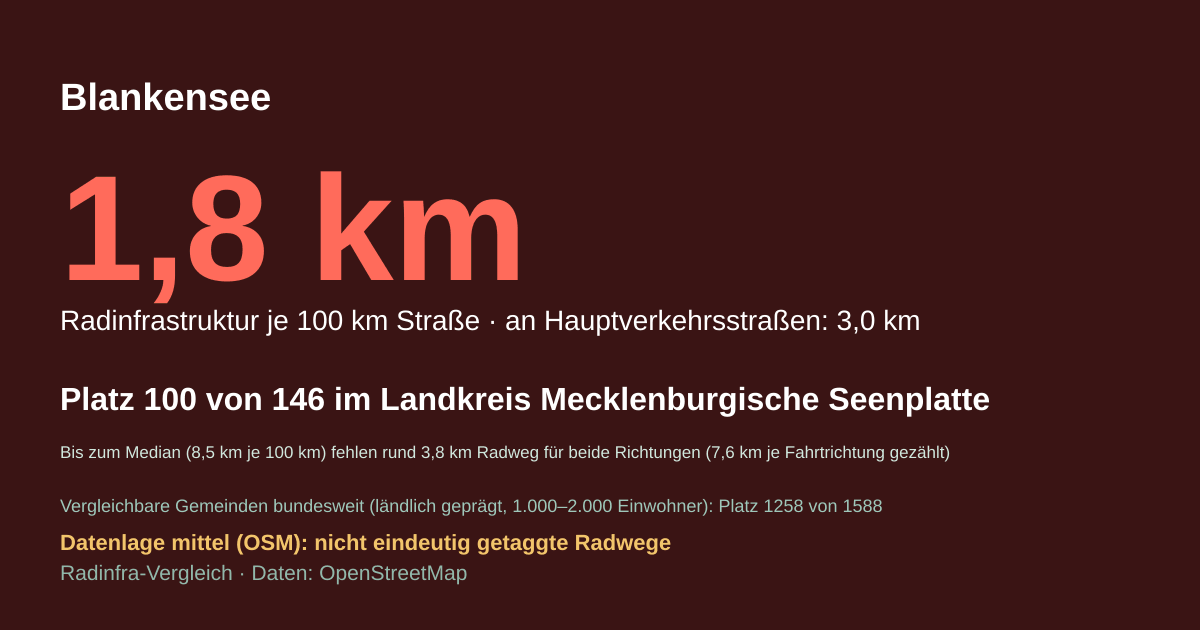 Blankensee
1,8 km
Radinfrastruktur je 100 km Straße · an Hauptverkehrsstraßen: 3,0 km
Platz 100 von 146 im Landkreis Mecklenburgische Seenplatte
Bis zum Median (8,5 km je 100 km) fehlen rund 3,8 km Radweg für beide Richtungen (7,6 km je Fahrtrichtung gezählt)
Vergleichbare Gemeinden bundesweit (ländlich geprägt, 1.000–2.000 Einwohner): Platz 1258 von 1588
Datenlage mittel (OSM): nicht eindeutig getaggte Radwege
Radinfra-Vergleich · Daten: OpenStreetMap